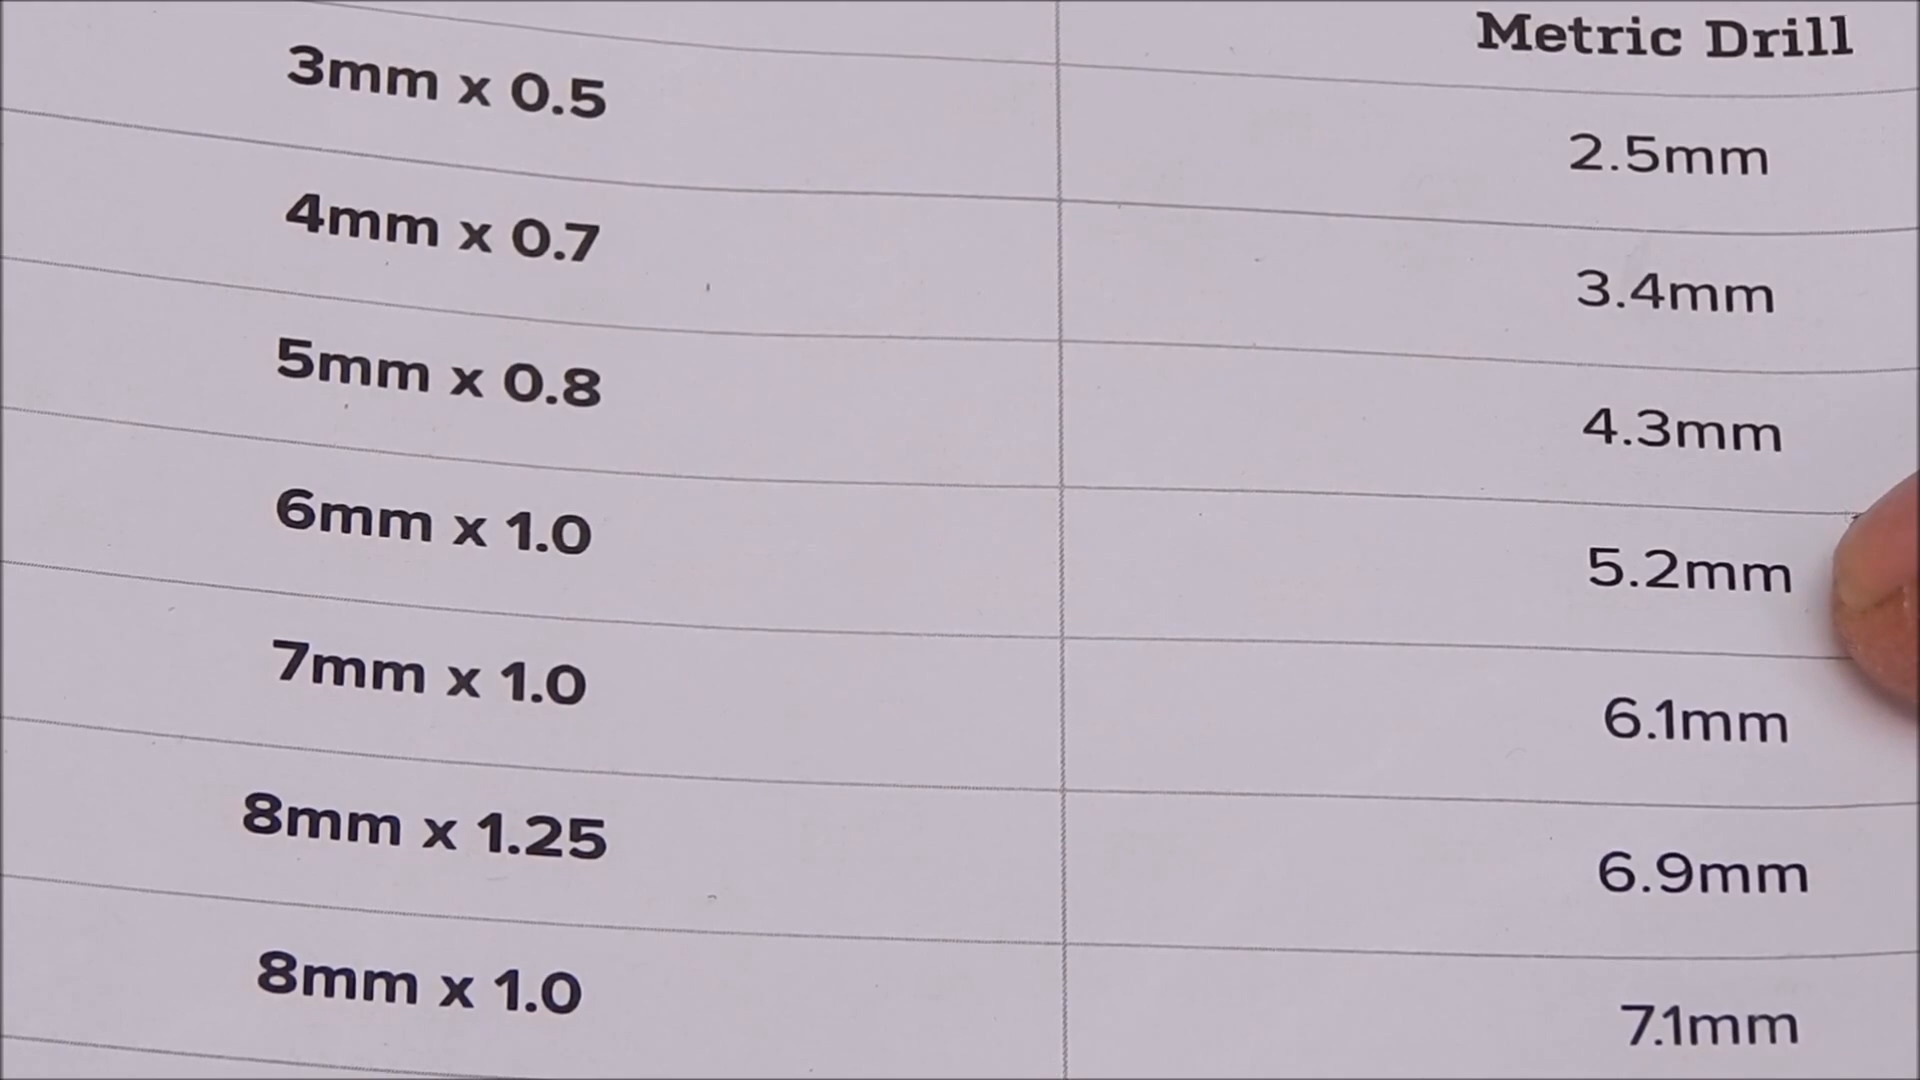 Metric Drill
3mm x 0.5 2.5mm
4mm x 0.7 3.4mm
5mm x 0.8 4.3mm
6mm x 1.0 5.2mm
7mm x 1.0 6.1mm
8mm x 1.25 6.9mm
8mm x 1.0 7.1mm